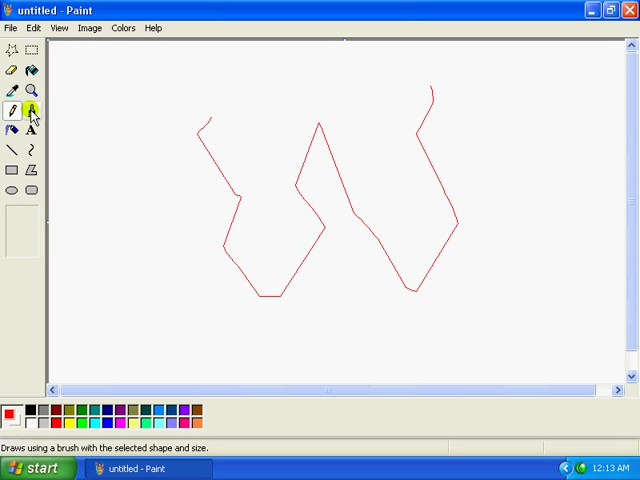 untitled - Paint
File Edit View Image Colors Help
A
Draws using a brush with the selected shape and size.
start untitled - Paint 12:13 AM